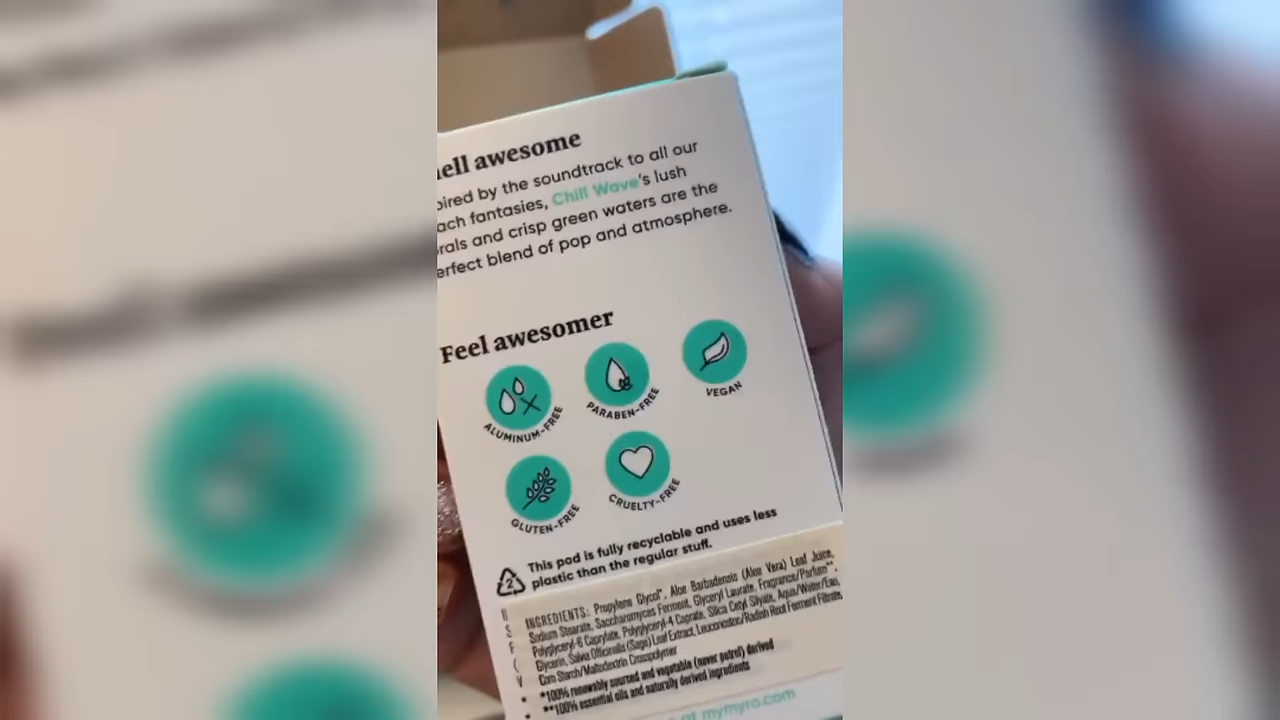 ell awesome
pired by the soundtrack to all our
ach fantasies, Chill Wave's lush
rals and crisp green waters are the
erfect blend of pop and atmosphere.
Feel awesomer
ALUMINUM-FREE
PARABEN-FREE
VEGAN
GLUTEN-FREE
CRUELTY-FREE
This pod is fully recyclable and uses less
plastic than the regular stuff.
2
INGREDIENTS: Propylene Glycol*, Aloe Barbadensis (Aloe Vera) Leaf Juice,
Sodium Stearate, Saccharomyces Ferment, Glyceryl Laurate, Fragrance/Parfum**,
Polyglyceryl-6 Caprylate, Polyglyceryl-4 Caprate, Silica Cetyl Silyate, Aqua/Water/Eau,
Glycerin, Salvia Officinalis (Sage) Leaf Extract, Leuconostoc/Radish Root Ferment Filtrate,
Corn Starch/Maltodextrin Crosspolymer
*100% renewably sourced and vegetable (never petrol) derived
**100% essential oils and naturally derived ingredients
at mymyro.com